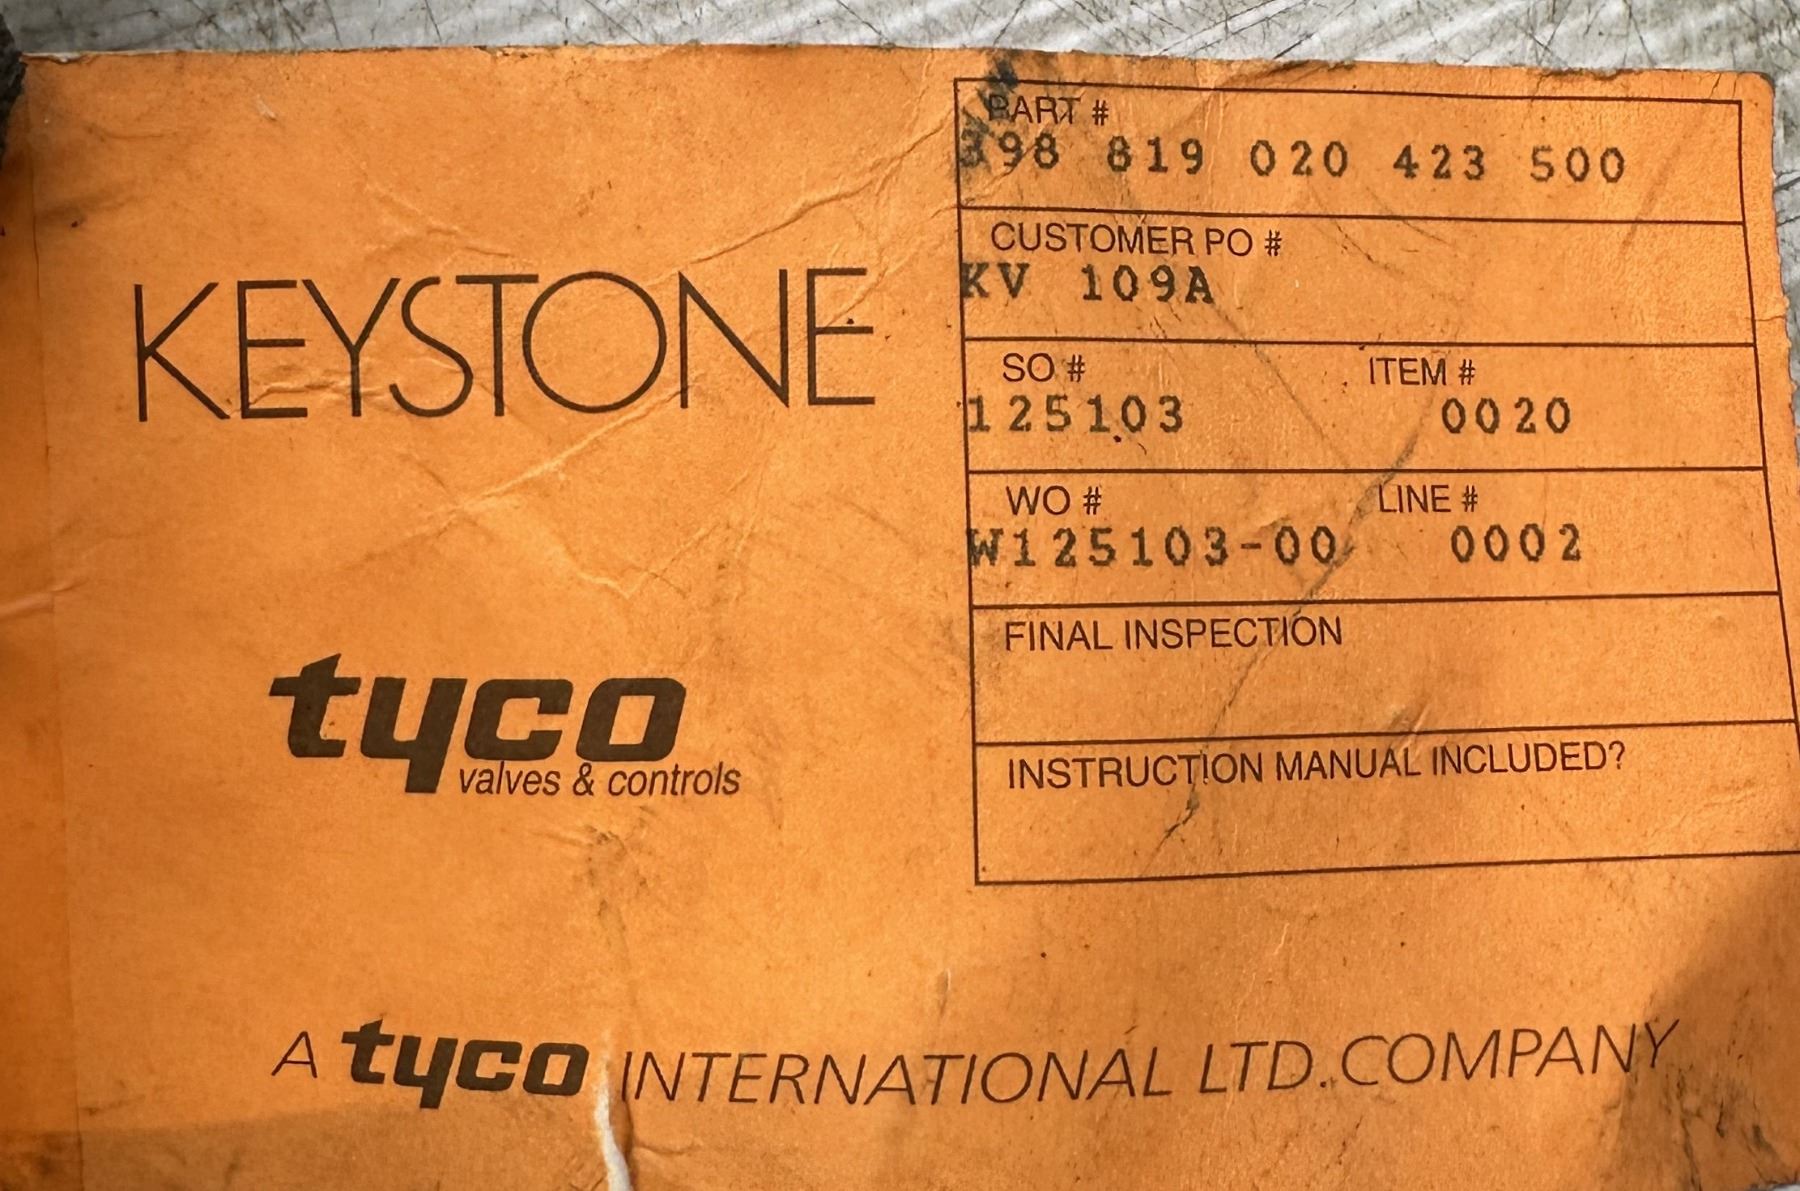 KEYSTONE
tyco
valves & controls
PART #
398 819 020 423 500
CUSTOMER PO #
KV 109A
SO # ITEM #
125103 0020
WO # LINE #
W125103-00 0002
FINAL INSPECTION
INSTRUCTION MANUAL INCLUDED?
A tyco INTERNATIONAL LTD. COMPANY